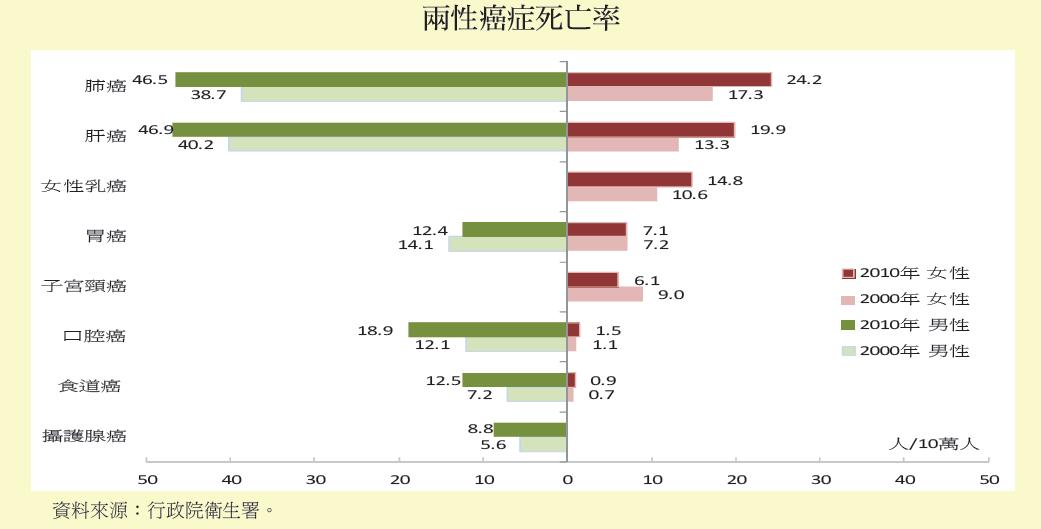 兩性癌症死亡率
肺癌 46.5 24.2
38.7 17.3
肝癌 46.9 19.9
40.2 13.3
女性乳癌 14.8
10.6
胃癌 12.4 7.1
14.1 7.2
子宮頸癌 6.1
9.0
口腔癌 18.9 1.5
12.1 1.1
食道癌 12.5 0.9
7.2 0.7
攝護腺癌 8.8
5.6
2010年 女性
2000年 女性
2010年 男性
2000年 男性
人/10萬人
50 40 30 20 10 0 10 20 30 40 50
資料來源：行政院衛生署。